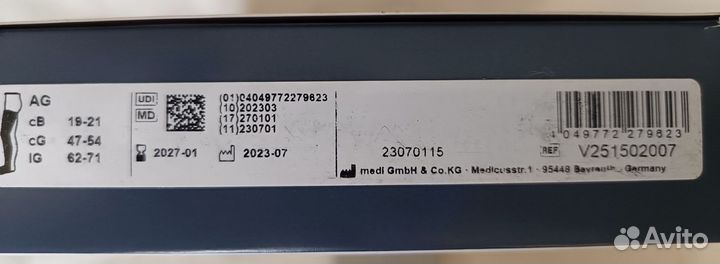 AG
cB 19-21
cG 47-54
lG 62-71
UDI
MD
(01)04049772279623
(10)202303
(17)270101
(11)230701
2027-01 2023-07
23070115
medi GmbH & Co.KG · Medicusstr.1 · 95448 Germany
4 049772 279623
REF V251502007
Avito